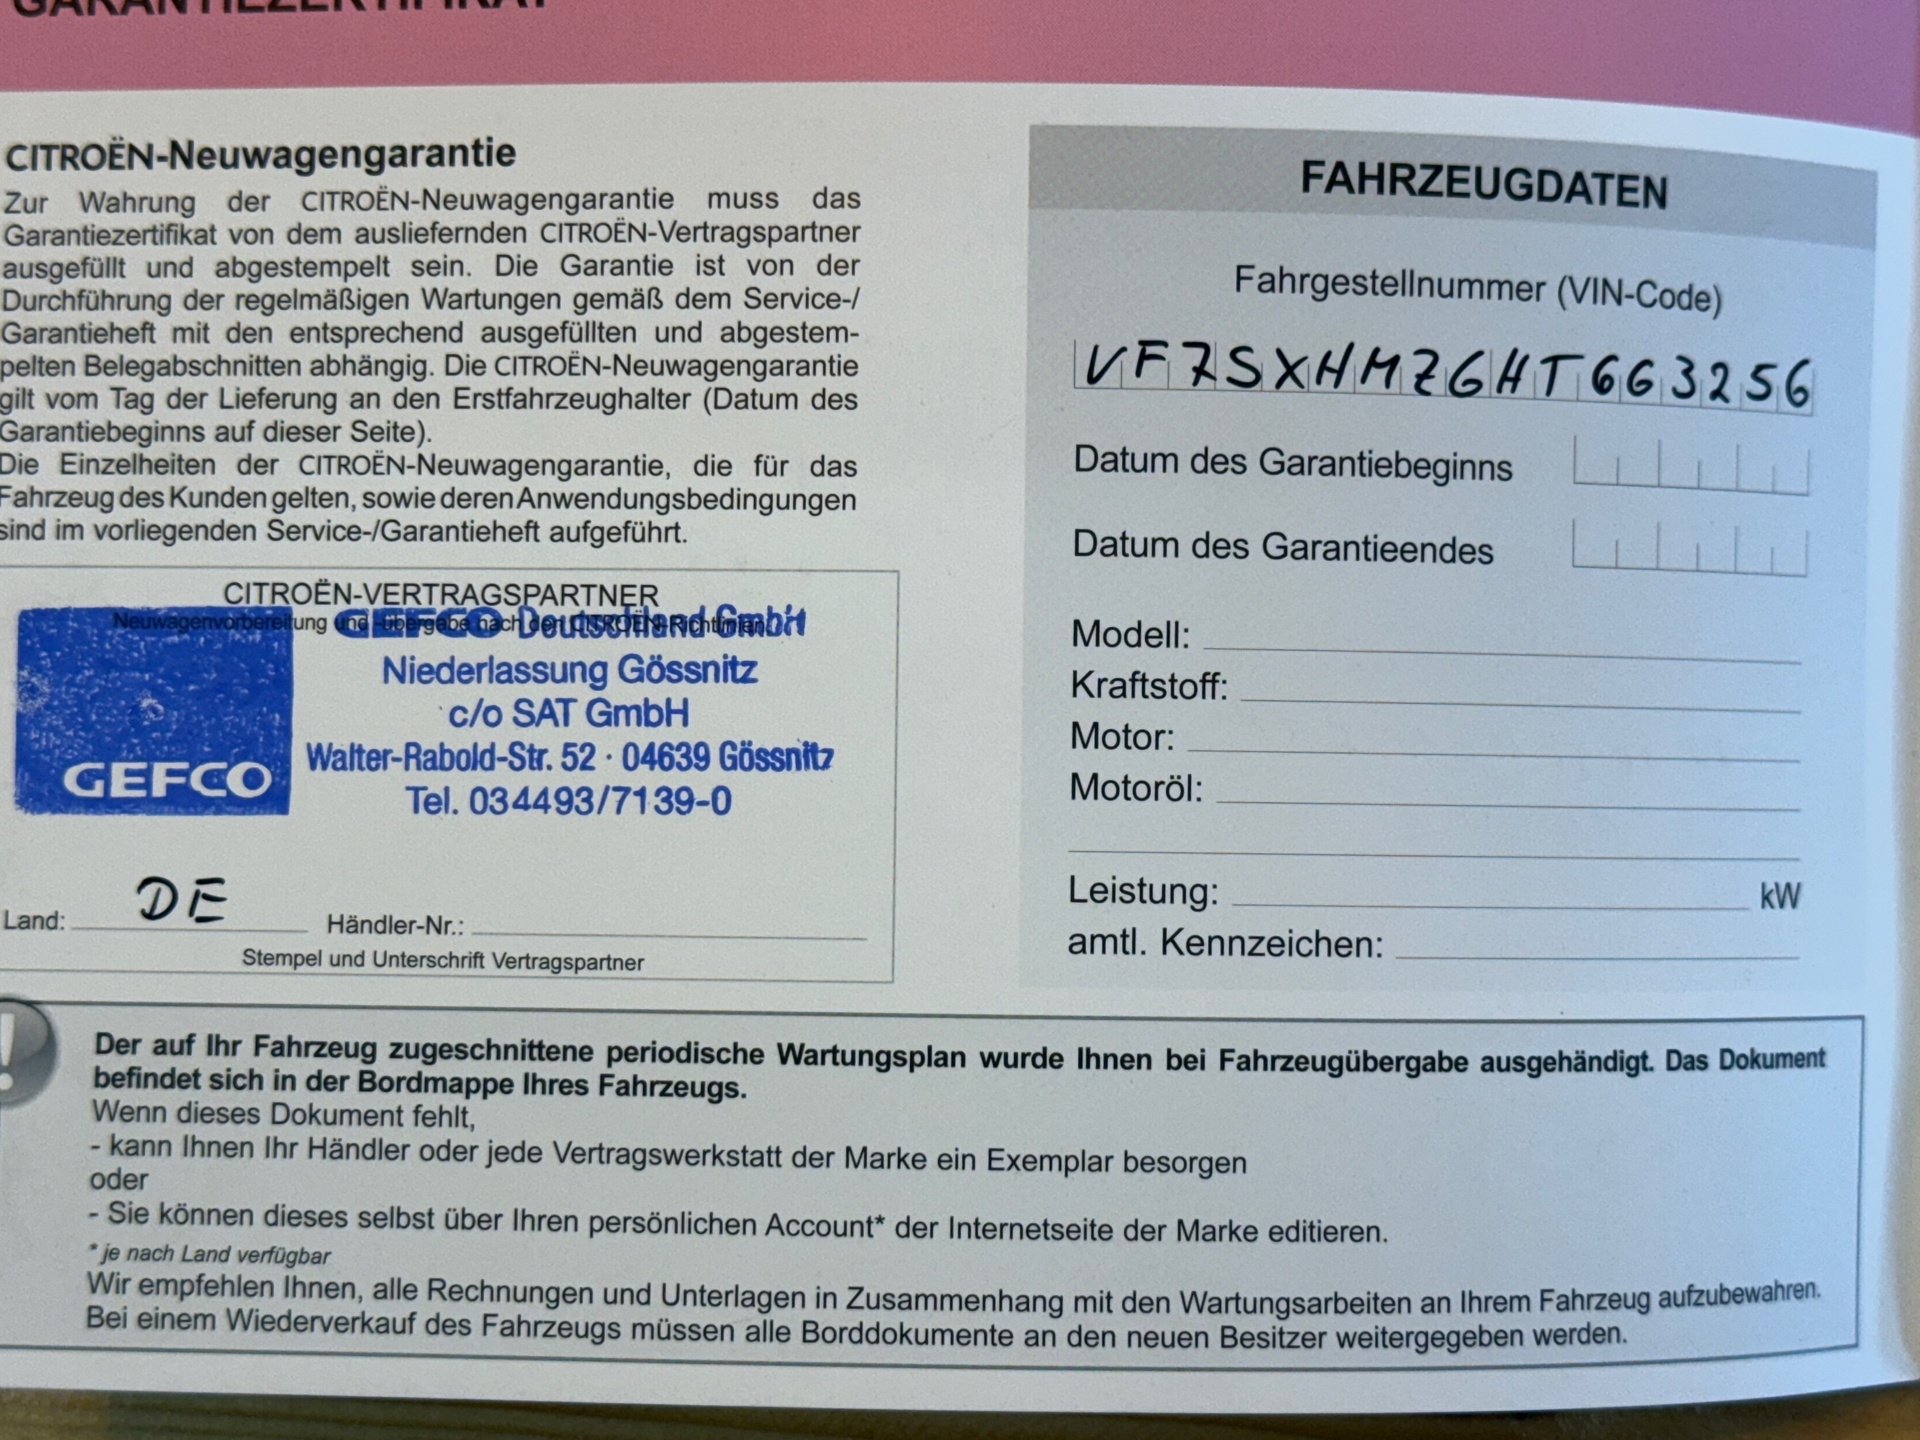 GARANTIEZERTIFIKAT
CITROËN-Neuwagengarantie
Zur Wahrung der CITROËN-Neuwagengarantie muss das
Garantiezertifikat von dem ausliefernden CITROËN-Vertragspartner
ausgefüllt und abgestempelt sein. Die Garantie ist von der
Durchführung der regelmäßigen Wartungen gemäß dem Service-/
Garantieheft mit den entsprechend ausgefüllten und abgestem-
pelten Belegabschnitten abhängig. Die CITROËN-Neuwagengarantie
gilt vom Tag der Lieferung an den Erstfahrzeughalter (Datum des
Garantiebeginns auf dieser Seite).
Die Einzelheiten der CITROËN-Neuwagengarantie, die für das
Fahrzeug des Kunden gelten, sowie deren Anwendungsbedingungen
sind im vorliegenden Service-/Garantieheft aufgeführt.
CITROËN-VERTRAGSPARTNER
Neuwagenvorbereitung und -übergabe nach den CITROËN-Richtlinien
GEFCO Deutschland GmbH
Niederlassung Gössnitz
c/o SAT GmbH
Walter-Rabold-Str. 52 · 04639 Gössnitz
Tel. 034493/7139-0
GEFCO
Land: DE Händler-Nr.:
Stempel und Unterschrift Vertragspartner
FAHRZEUGDATEN
Fahrgestellnummer (VIN-Code)
VF7SXHMZ6HT663256
Datum des Garantiebeginns
Datum des Garantieendes
Modell:
Kraftstoff:
Motor:
Motoröl:
Leistung: kW
amtl. Kennzeichen:
!
Der auf Ihr Fahrzeug zugeschnittene periodische Wartungsplan wurde Ihnen bei Fahrzeugübergabe ausgehändigt. Das Dokument
befindet sich in der Bordmappe Ihres Fahrzeugs.
Wenn dieses Dokument fehlt,
- kann Ihnen Ihr Händler oder jede Vertragswerkstatt der Marke ein Exemplar besorgen
oder
- Sie können dieses selbst über Ihren persönlichen Account* der Internetseite der Marke editieren.
* je nach Land verfügbar
Wir empfehlen Ihnen, alle Rechnungen und Unterlagen in Zusammenhang mit den Wartungsarbeiten an Ihrem Fahrzeug aufzubewahren.
Bei einem Wiederverkauf des Fahrzeugs müssen alle Borddokumente an den neuen Besitzer weitergegeben werden.